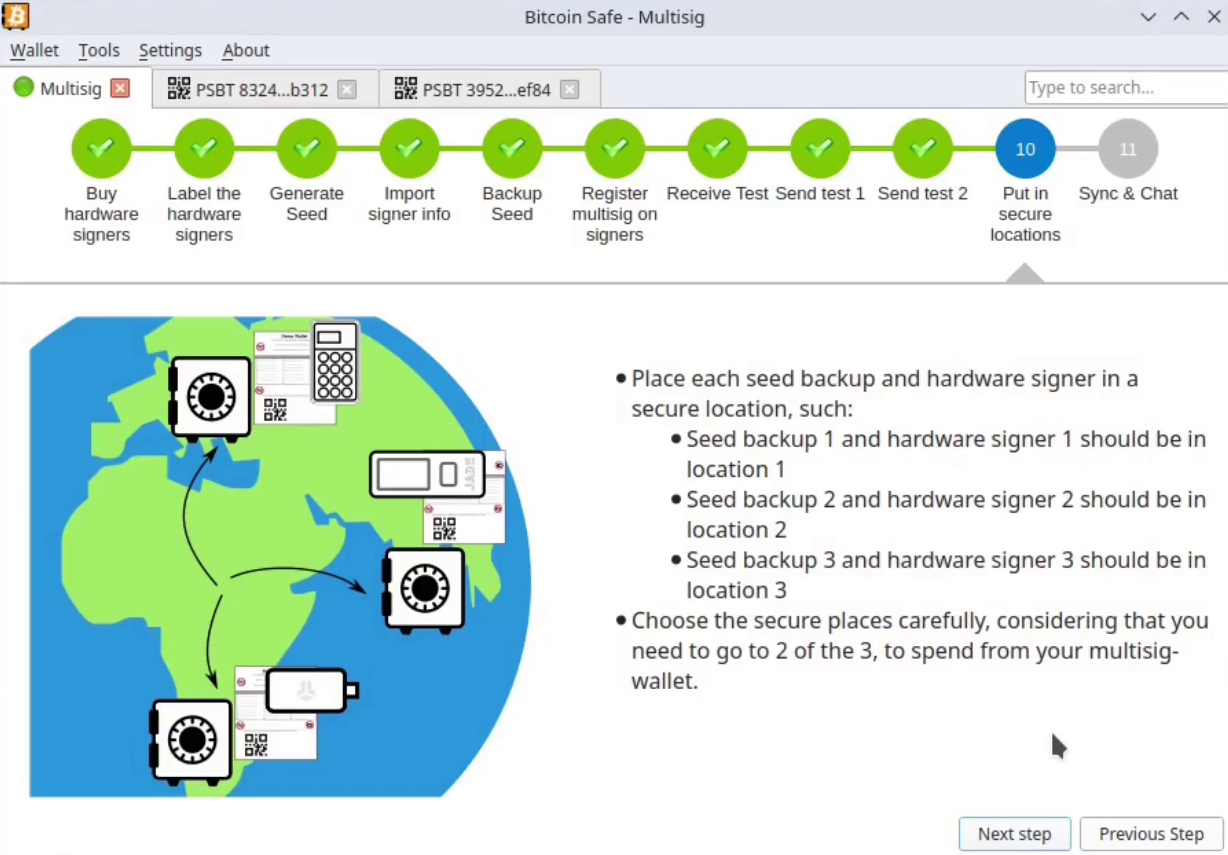 Bitcoin Safe - Multisig
Wallet Tools Settings About
Multisig PSBT 8324...b312 PSBT 3952...ef84 Type to search...
10 11
Buy Label the Generate Import Backup Register Receive Test Send test 1 Send test 2 Put in Sync & Chat
hardware hardware Seed signer info Seed multisig on secure
signers signers signers locations
• Place each seed backup and hardware signer in a
secure location, such:
• Seed backup 1 and hardware signer 1 should be in
location 1
• Seed backup 2 and hardware signer 2 should be in
location 2
• Seed backup 3 and hardware signer 3 should be in
location 3
• Choose the secure places carefully, considering that you
need to go to 2 of the 3, to spend from your multisig-
wallet.
JADE
Next step Previous Step